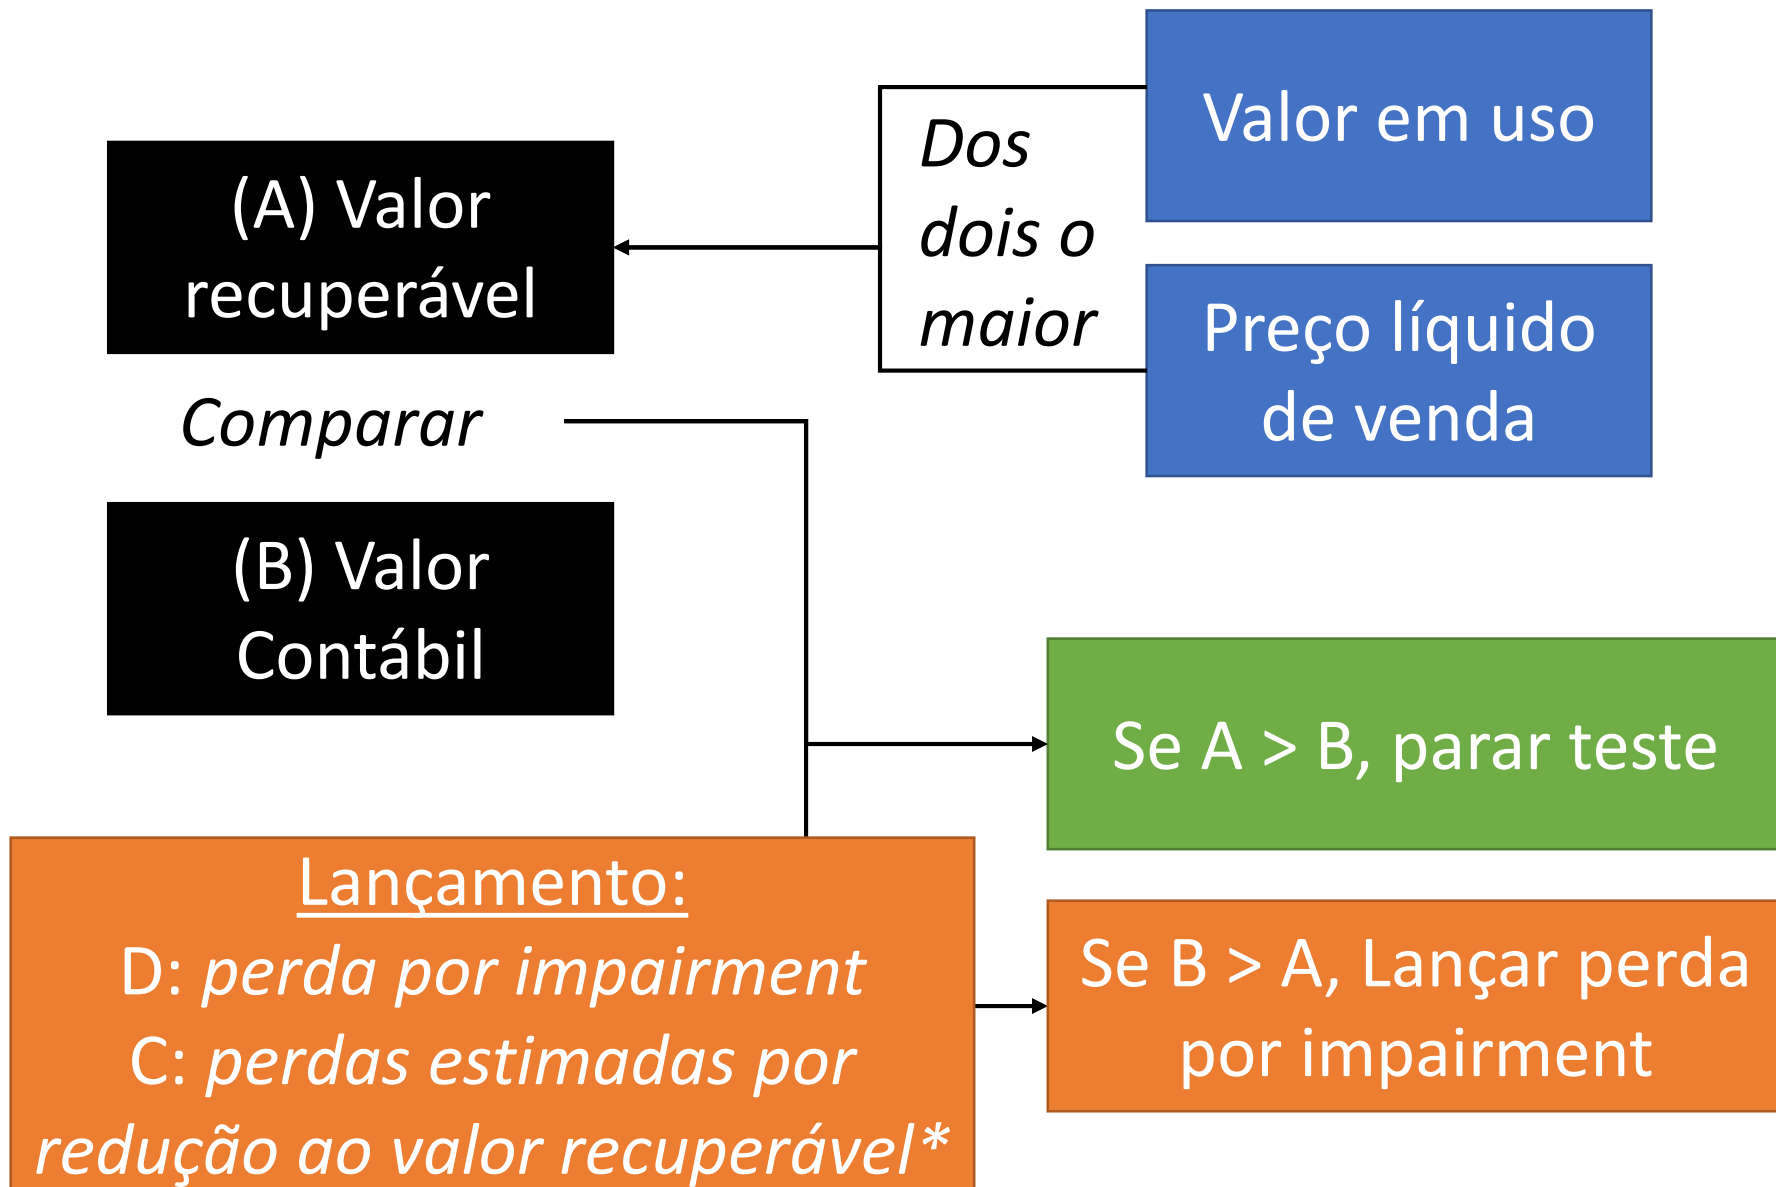 Valor em uso
Dos
dois o
maior
(A) Valor
recuperável
Preço líquido
de venda
Comparar
(B) Valor
Contábil
Se A > B, parar teste
Lançamento:
D: perda por impairment
C: perdas estimadas por
redução ao valor recuperável*
Se B > A, Lançar perda
por impairment